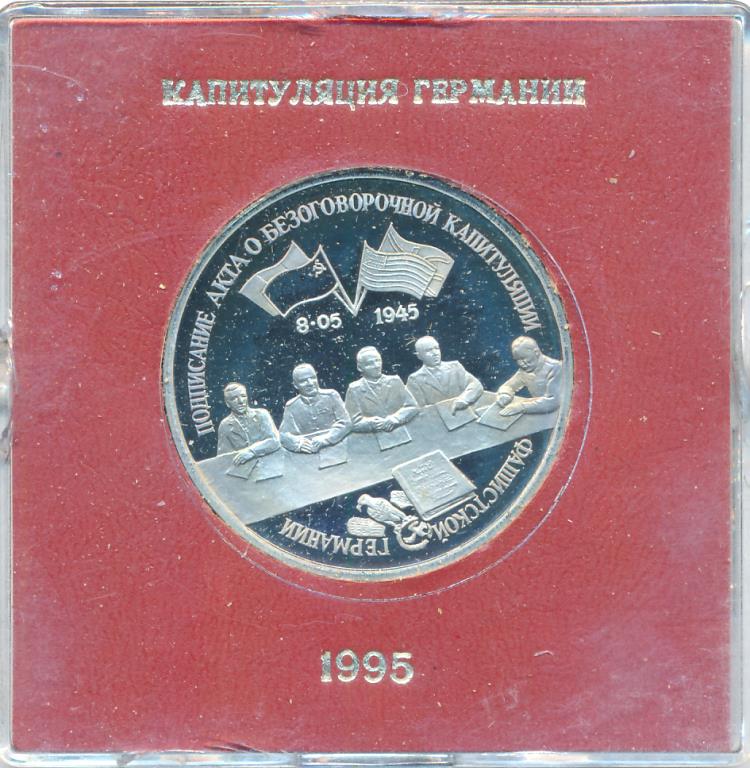 КАПИТУЛЯЦИЯ ГЕРМАНИИ
ПОДПИСАНИЕ АКТА О БЕЗОГОВОРОЧНОЙ КАПИТУЛЯЦИИ
8·05 1945
ФАШИСТСКОЙ
ГЕРМАНИИ
1995